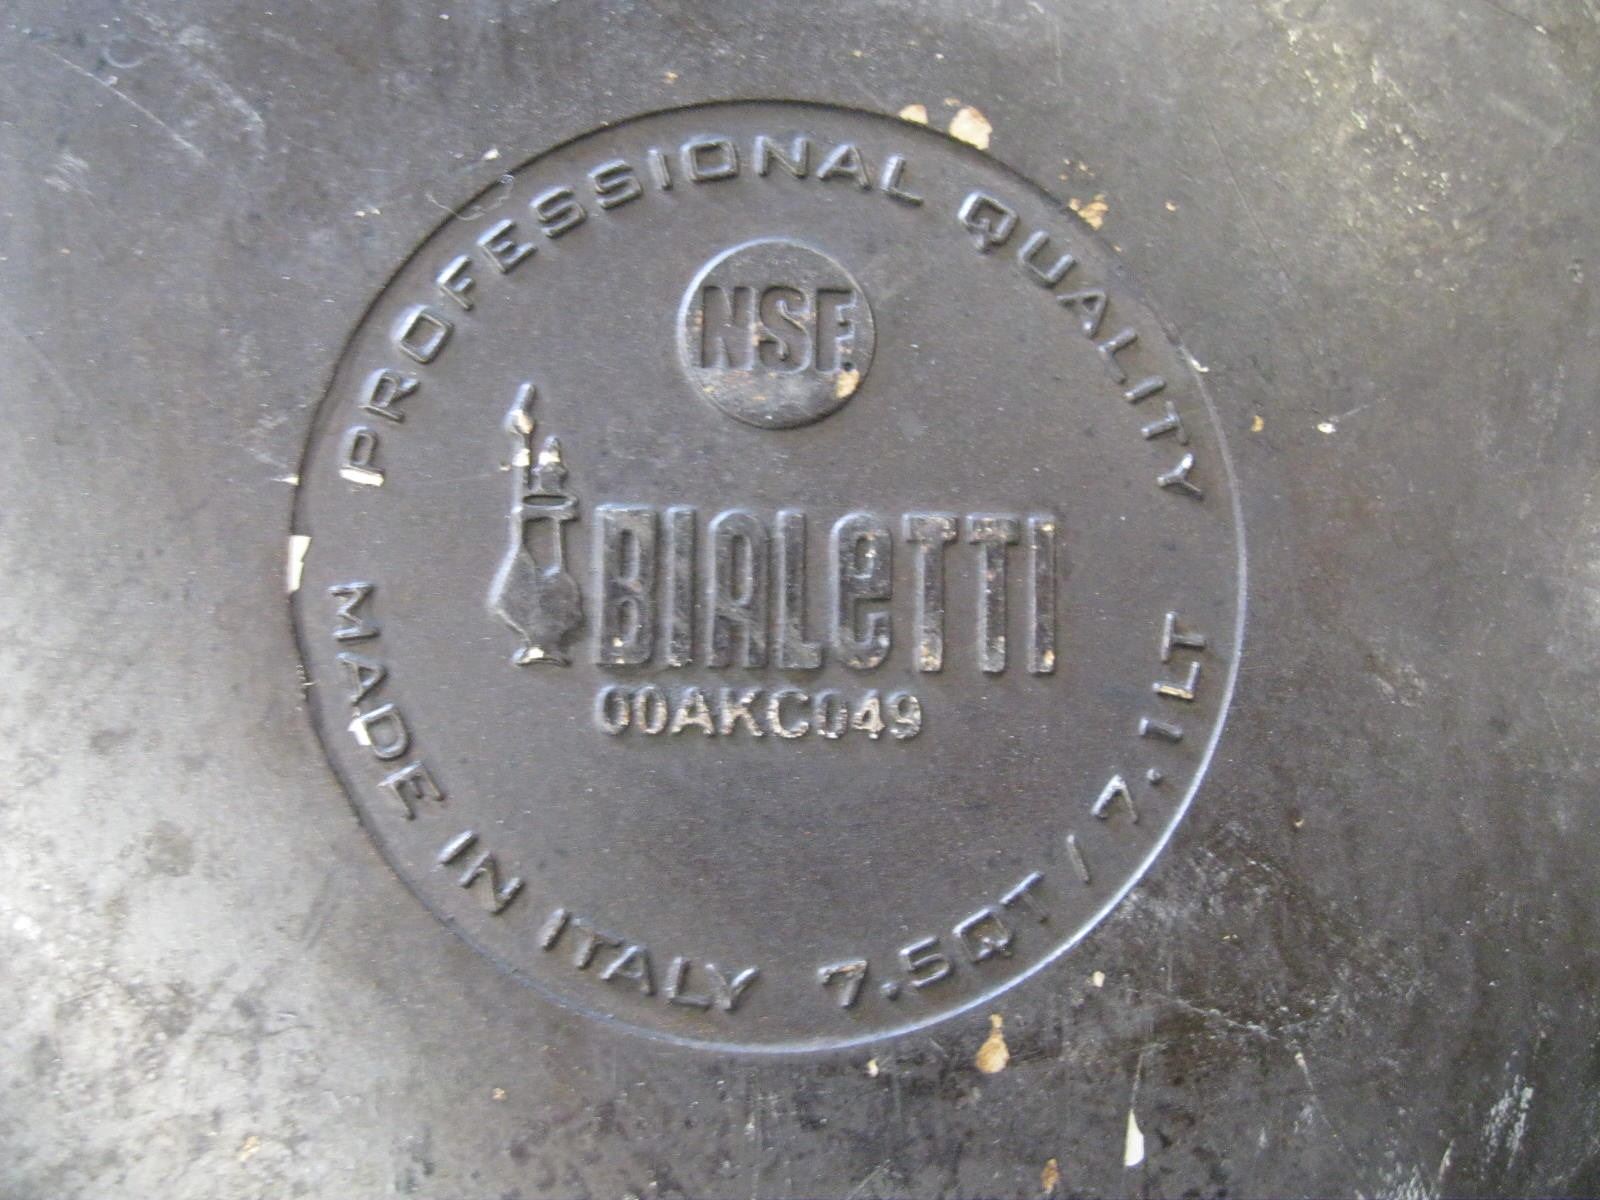 PROFESSIONAL QUALITY
NSF.
BIALeTTI
00AKC049
MADE IN ITALY 7.5QT / 7.1LT